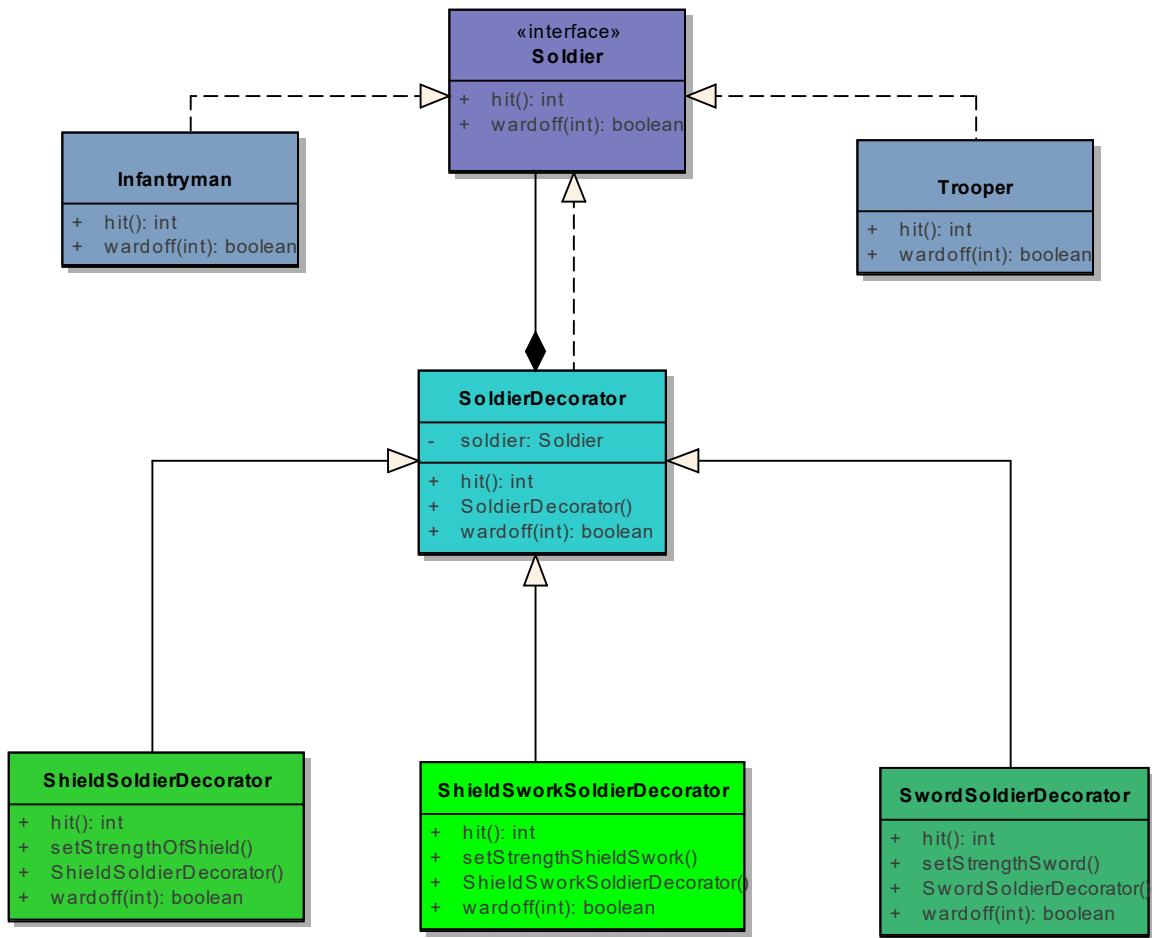 «interface»
Soldier
+ hit(): int
+ wardoff(int): boolean
Infantryman
+ hit(): int
+ wardoff(int): boolean
Trooper
+ hit(): int
+ wardoff(int): boolean
SoldierDecorator
- soldier: Soldier
+ hit(): int
+ SoldierDecorator()
+ wardoff(int): boolean
ShieldSoldierDecorator
+ hit(): int
+ setStrengthOfShield()
+ ShieldSoldierDecorator()
+ wardoff(int): boolean
ShieldSworkSoldierDecorator
+ hit(): int
+ setStrengthShieldSwork()
+ ShieldSworkSoldierDecorator()
+ wardoff(int): boolean
SwordSoldierDecorator
+ hit(): int
+ setStrengthSword()
+ SwordSoldierDecorator()
+ wardoff(int): boolean